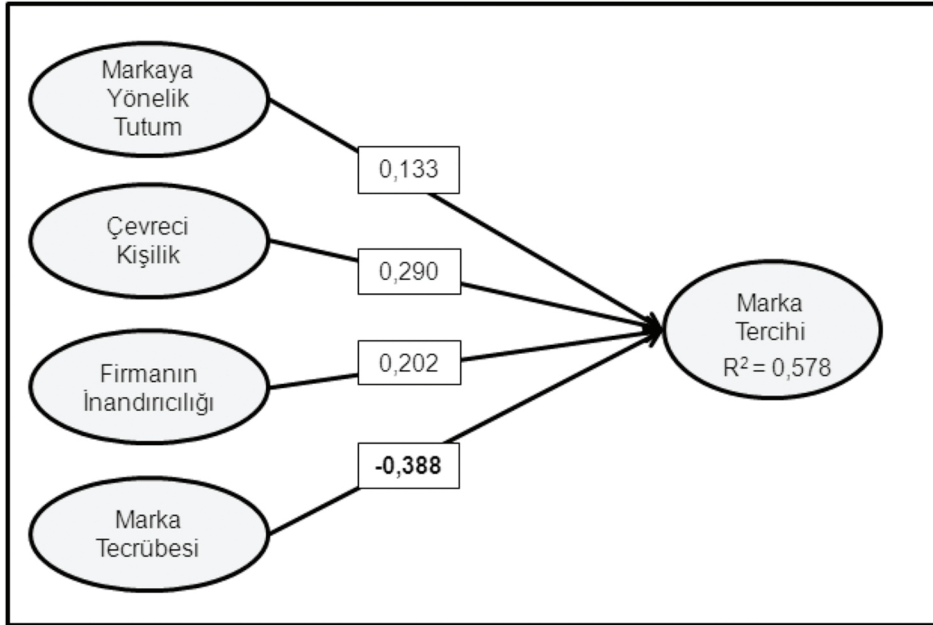 Markaya
Yönelik
Tutum
0,133
Çevreci
Kişilik
0,290
Marka
Tercihi
R² = 0,578
Firmanın
İnandırıcılığı
0,202
-0,388
Marka
Tecrübesi